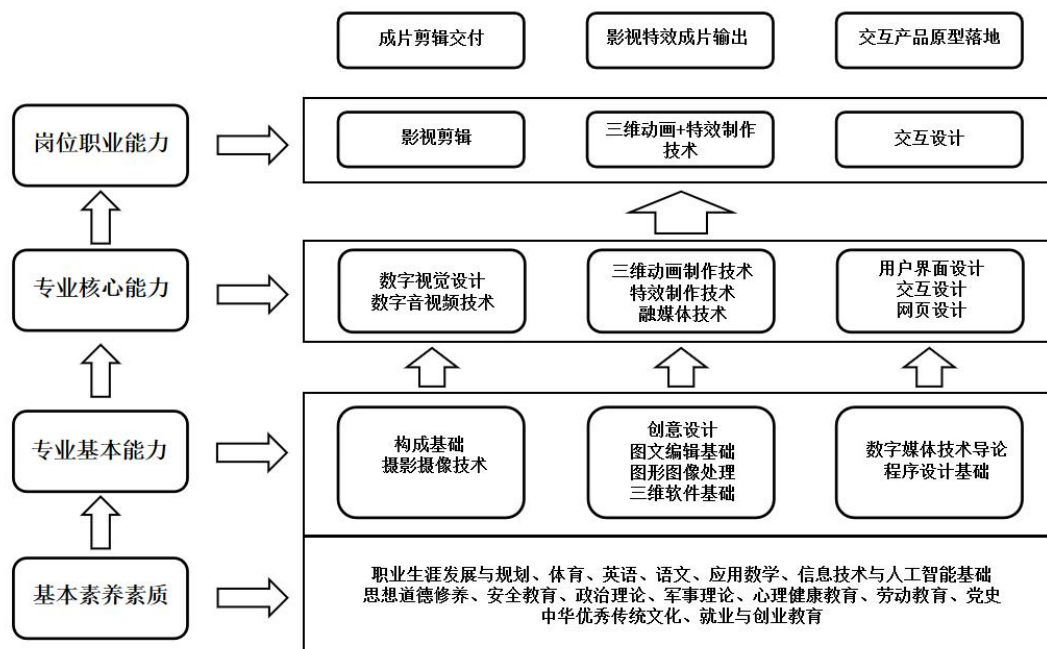 成片剪辑交付
影视特效成片输出
交互产品原型落地
岗位职业能力
影视剪辑
三维动画+特效制作
技术
交互设计
专业核心能力
数字视觉设计
数字音视频技术
三维动画制作技术
特效制作技术
融媒体技术
用户界面设计
交互设计
网页设计
专业基本能力
构成基础
摄影摄像技术
创意设计
图文编辑基础
图形图像处理
三维软件基础
数字媒体技术导论
程序设计基础
基本素养素质
职业生涯发展与规划、体育、英语、语文、应用数学、信息技术与人工智能基础
思想道德修养、安全教育、政治理论、军事理论、心理健康教育、劳动教育、党史
中华优秀传统文化、就业与创业教育